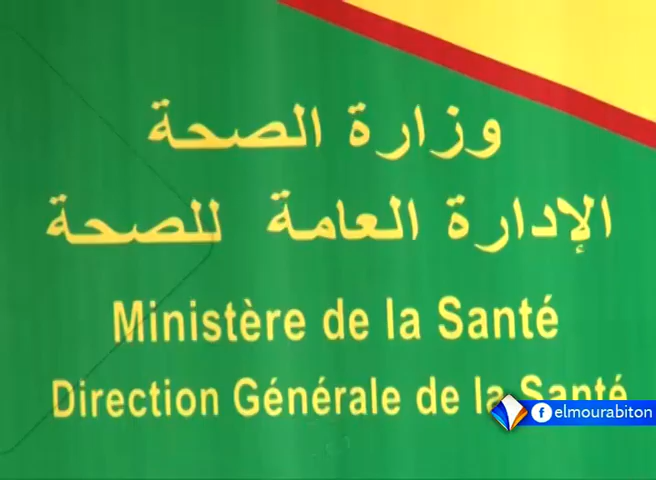 وزارة الصحة
الإدارة العامة للصحة
Ministère de la Santé
Direction Générale de la Santé
elmourabiton